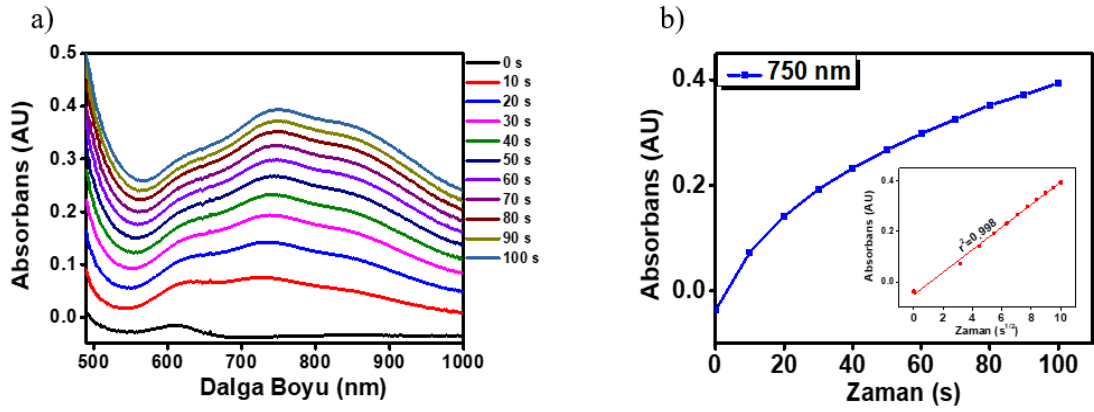 a)
0.5
0.4
0.3
0.2
0.1
0.0
Absorbans (AU)
500 600 700 800 900 1000
Dalga Boyu (nm)
0 s
10 s
20 s
30 s
40 s
50 s
60 s
70 s
80 s
90 s
100 s
b)
750 nm
0.4
0.2
0.0
Absorbans (AU)
0 20 40 60 80 100
Zaman (s)
0.4
0.2
0.0
Absorbans (AU)
r²=0.998
0 2 4 6 8 10
Zaman (s^1/2)